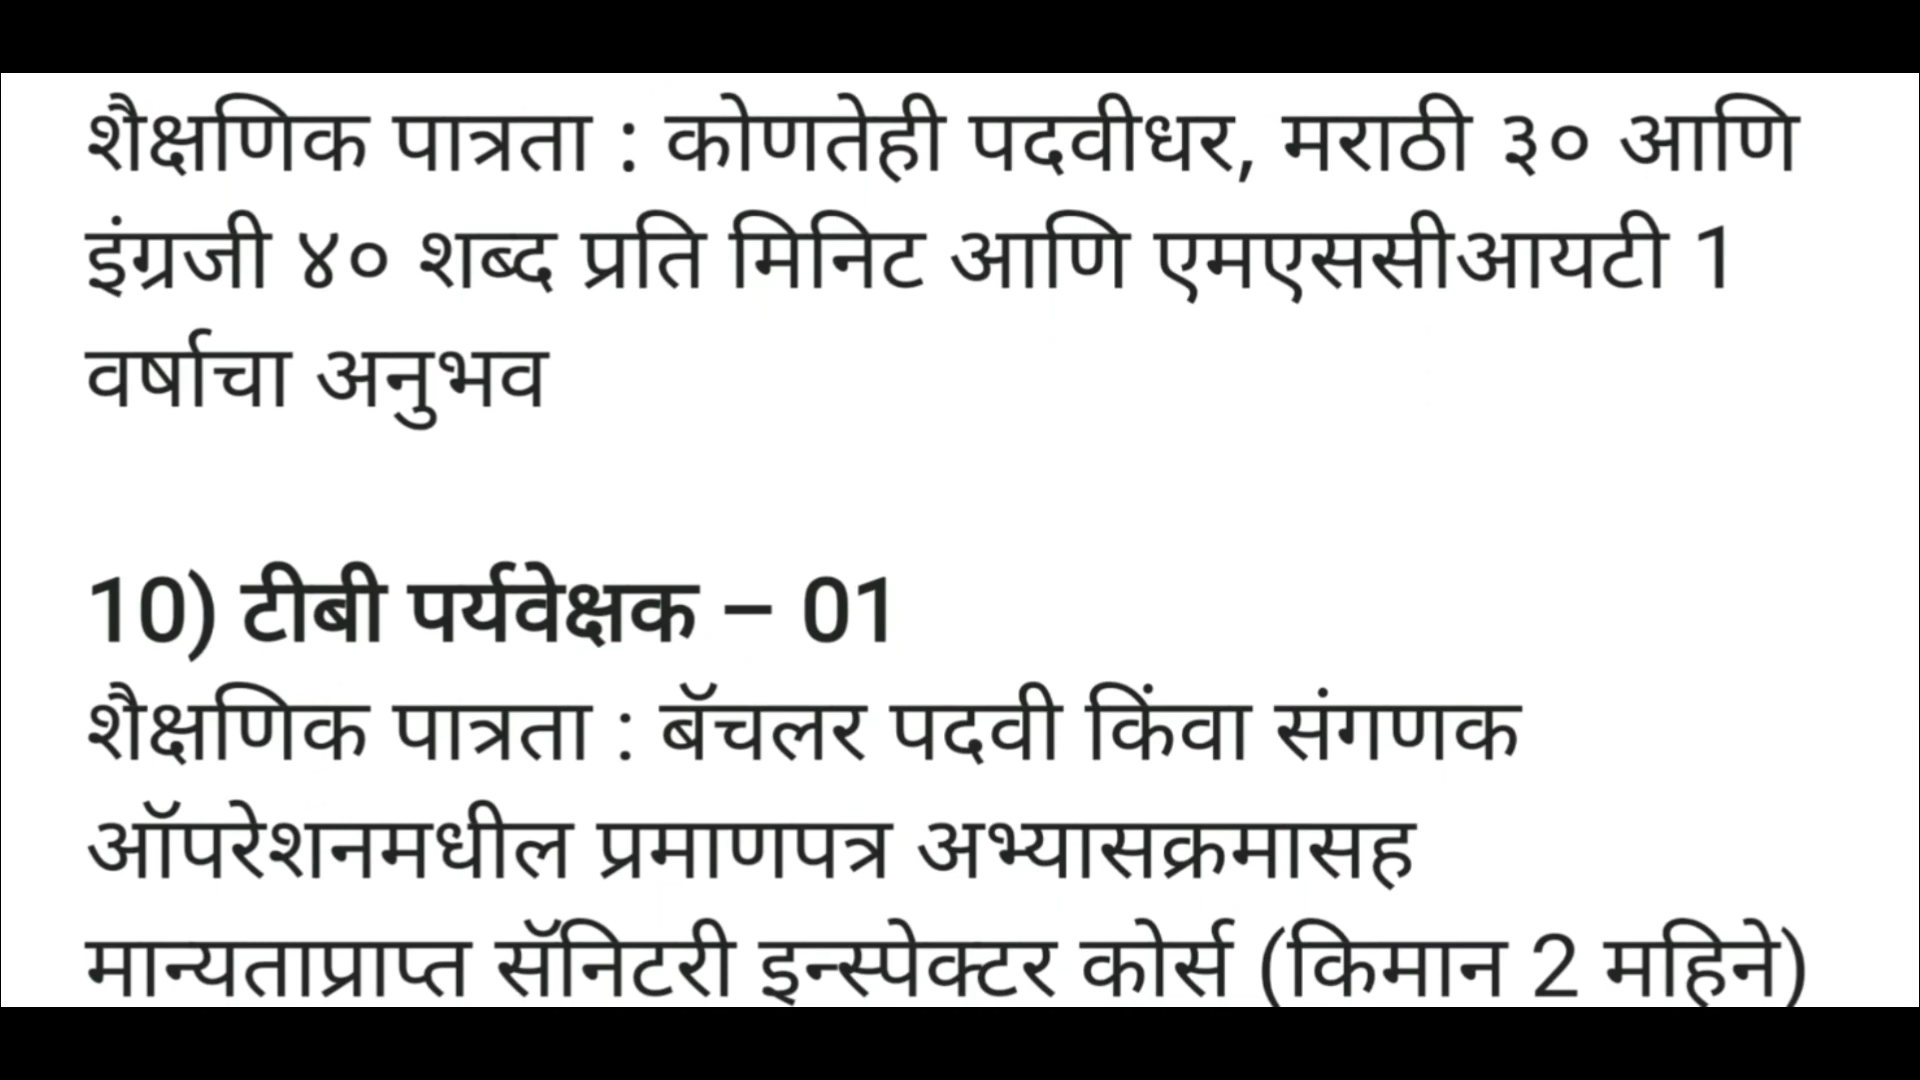 शैक्षणिक पात्रता : कोणतेही पदवीधर, मराठी ३० आणि
इंग्रजी ४० शब्द प्रति मिनिट आणि एमएससीआयटी 1
वर्षाचा अनुभव
10) टीबी पर्यवेक्षक – 01
शैक्षणिक पात्रता : बॅचलर पदवी किंवा संगणक
ऑपरेशनमधील प्रमाणपत्र अभ्यासक्रमासह
मान्यताप्राप्त सॅनिटरी इन्स्पेक्टर कोर्स (किमान 2 महिने)